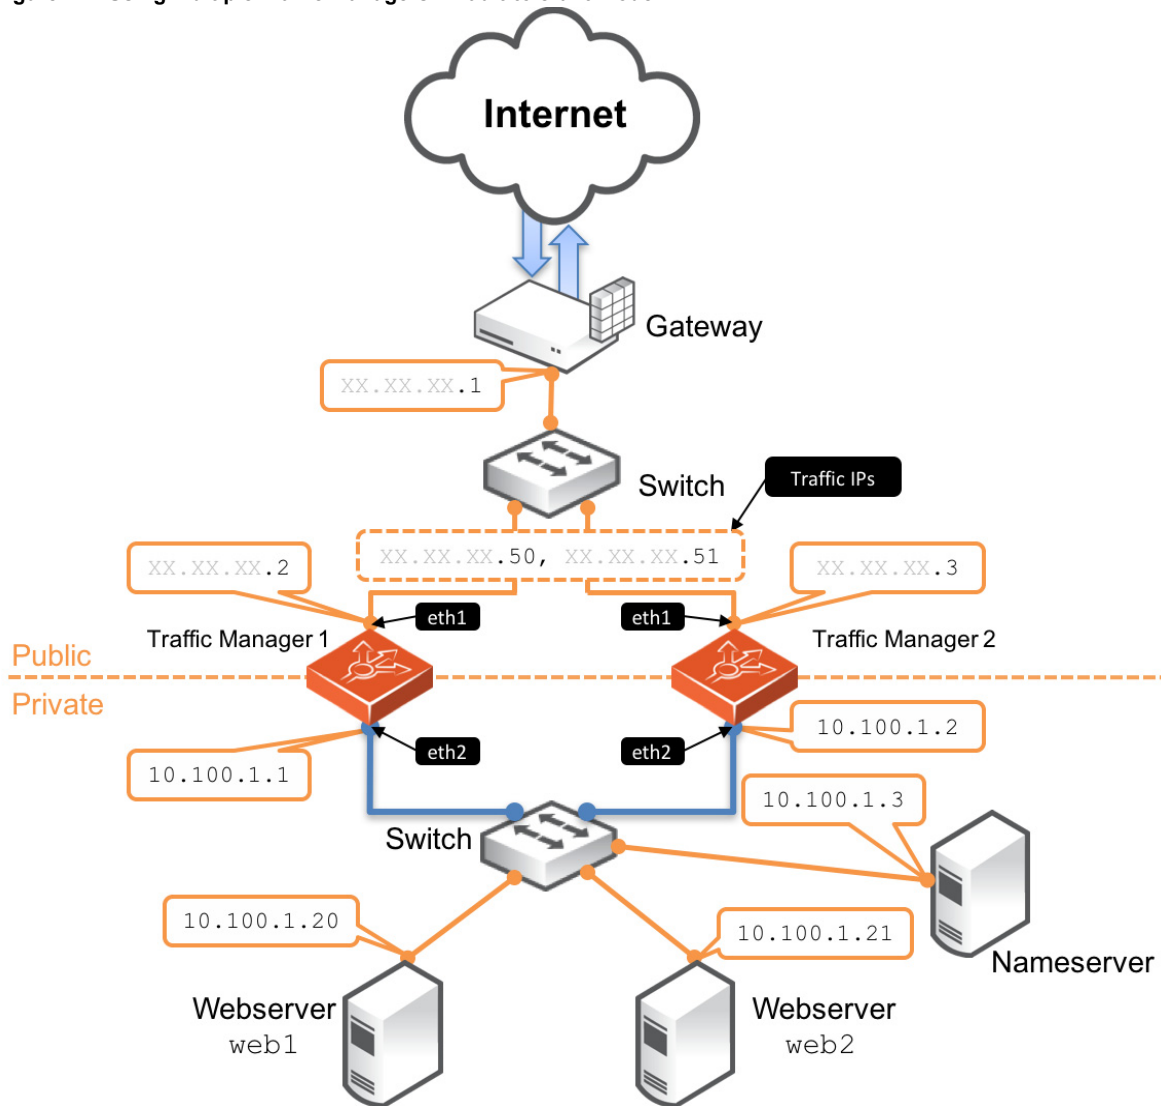 Internet
Gateway
XX.XX.XX.1
Switch
Traffic IPs
XX.XX.XX.50, XX.XX.XX.51
XX.XX.XX.2
XX.XX.XX.3
eth1
eth1
Traffic Manager 1
Traffic Manager 2
Public
Private
10.100.1.2
eth2
eth2
10.100.1.1
10.100.1.3
Switch
10.100.1.20
10.100.1.21
Nameserver
Webserver
web1
Webserver
web2